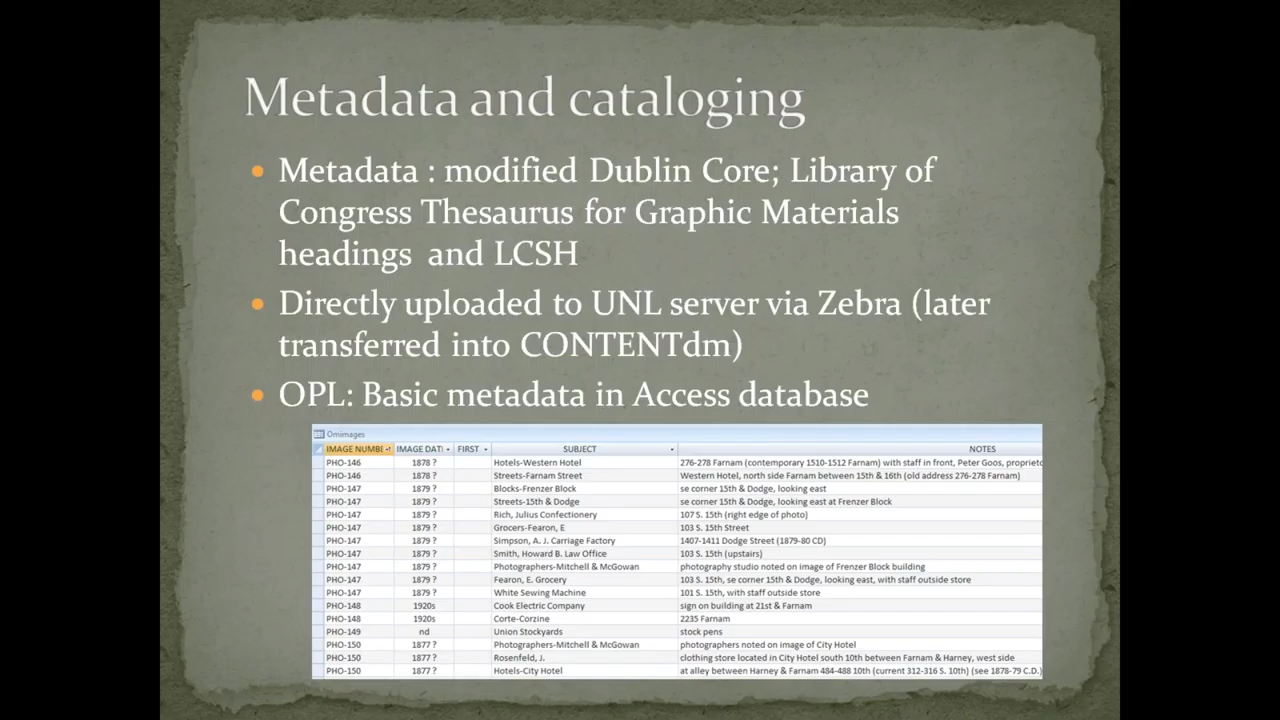 Metadata and cataloging
• Metadata : modified Dublin Core; Library of
Congress Thesaurus for Graphic Materials
headings and LCSH
• Directly uploaded to UNL server via Zebra (later
transferred into CONTENTdm)
• OPL: Basic metadata in Access database
Omimages
IMAGE NUMBE IMAGE DATI FIRST SUBJECT NOTES
PHO-146 1878 ? Hotels-Western Hotel 276-278 Farnam (contemporary 1510-1512 Farnam) with staff in front, Peter Goos, proprieto
PHO-146 1878 ? Streets-Farnam Street Western Hotel, north side Farnam between 15th & 16th (old address 276-278 Farnam)
PHO-147 1879 ? Blocks-Frenzer Block se corner 15th & Dodge, looking east
PHO-147 1879 ? Streets-15th & Dodge se corner 15th & Dodge, looking east at Frenzer Block
PHO-147 1879 ? Rich, Julius Confectionery 107 S. 15th (right edge of photo)
PHO-147 1879 ? Grocers-Fearon, E 103 S. 15th Street
PHO-147 1879 ? Simpson, A. J. Carriage Factory 1407-1411 Dodge Street (1879-80 CD)
PHO-147 1879 ? Smith, Howard B. Law Office 103 S. 15th (upstairs)
PHO-147 1879 ? Photographers-Mitchell & McGowan photography studio noted on image of Frenzer Block building
PHO-147 1879 ? Fearon, E. Grocery 103 S. 15th, se corner 15th & Dodge, looking east, with staff outside store
PHO-147 1879 ? White Sewing Machine 101 S. 15th, with staff outside store
PHO-148 1920s Cook Electric Company sign on building at 21st & Farnam
PHO-148 1920s Corte-Corzine 2235 Farnam
PHO-149 nd Union Stockyards stock pens
PHO-150 1877 ? Photographers-Mitchell & McGowan photographers noted on image of City Hotel
PHO-150 1877 ? Rosenfeld, J. clothing store located in City Hotel south 10th between Farnam & Harney, west side
PHO-150 1877 ? Hotels-City Hotel at alley between Harney & Farnam 484-488 10th (current 312-316 S. 10th) (see 1878-79 C.D.)